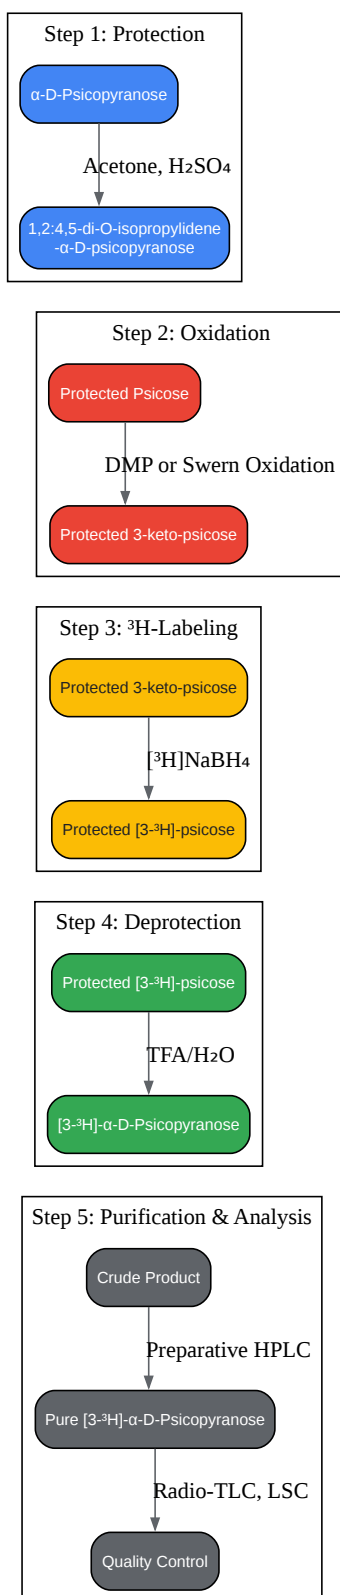 Step 1: Protection
α-D-Psicopyranose
Acetone, H₂SO₄
1,2:4,5-di-O-isopropylidene
-α-D-psicopyranose
Step 2: Oxidation
Protected Psicose
DMP or Swern Oxidation
Protected 3-keto-psicose
Step 3: ³H-Labeling
Protected 3-keto-psicose
[³H]NaBH₄
Protected [3-³H]-psicose
Step 4: Deprotection
Protected [3-³H]-psicose
TFA/H₂O
[3-³H]-α-D-Psicopyranose
Step 5: Purification & Analysis
Crude Product
Preparative HPLC
Pure [3-³H]-α-D-Psicopyranose
Radio-TLC, LSC
Quality Control